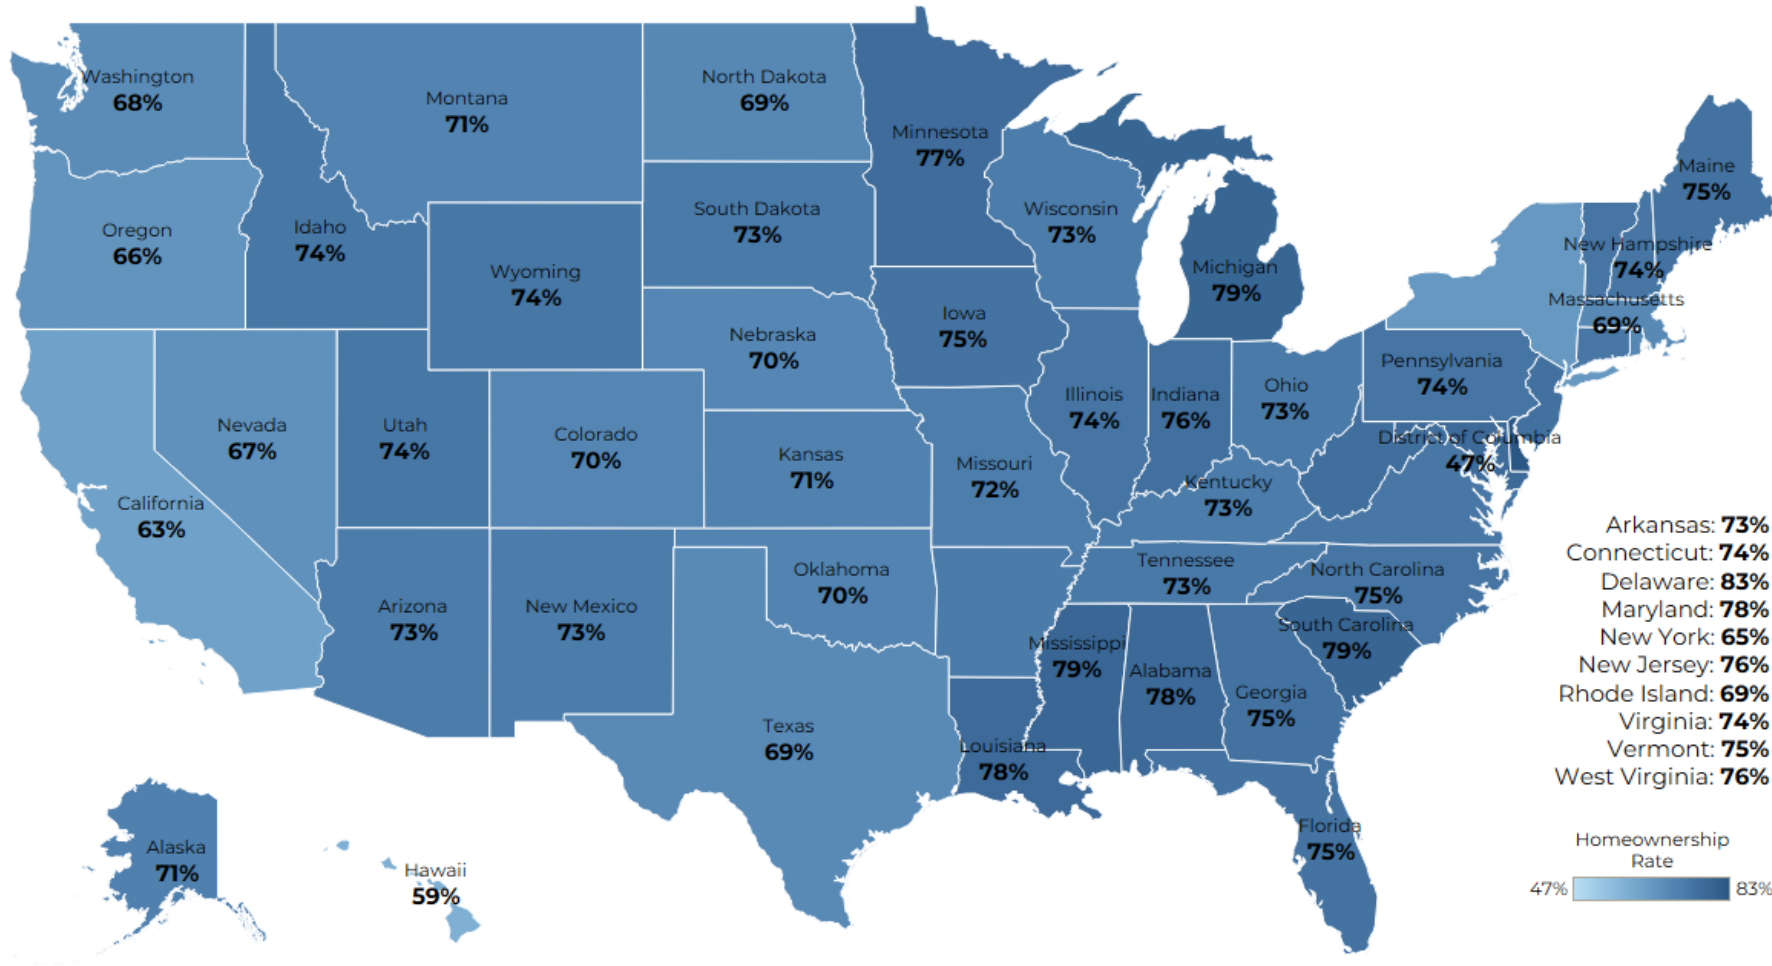 Washington
68%
Montana
71%
North Dakota
69%
Minnesota
77%
Maine
75%
Oregon
66%
Idaho
74%
Wyoming
74%
South Dakota
73%
Wisconsin
73%
Michigan
79%
New Hampshire
74%
Massachusetts
69%
Nebraska
70%
Iowa
75%
Pennsylvania
74%
Nevada
67%
Utah
74%
Colorado
70%
Kansas
71%
Missouri
72%
Illinois
74%
Indiana
76%
Ohio
73%
District of Columbia
47%
California
63%
Kentucky
73%
Arizona
73%
New Mexico
73%
Oklahoma
70%
Tennessee
73%
North Carolina
75%
South Carolina
79%
Mississippi
79%
Alabama
78%
Georgia
75%
Texas
69%
Louisiana
78%
Florida
75%
Alaska
71%
Hawaii
59%
Arkansas: 73%
Connecticut: 74%
Delaware: 83%
Maryland: 78%
New York: 65%
New Jersey: 76%
Rhode Island: 69%
Virginia: 74%
Vermont: 75%
West Virginia: 76%
Homeownership
Rate
47% 83%